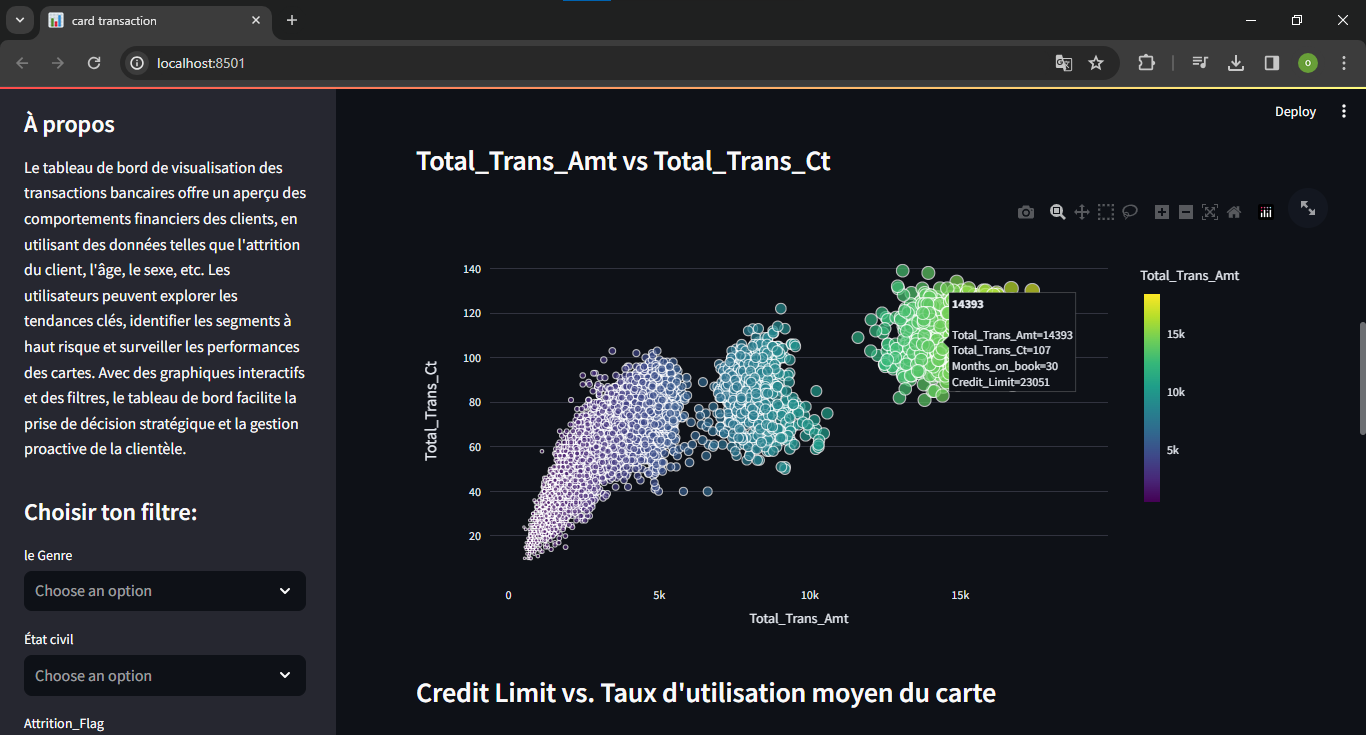 card transaction
localhost:8501
o
Deploy
À propos
Le tableau de bord de visualisation des
transactions bancaires offre un aperçu des
comportements financiers des clients, en
utilisant des données telles que l'attrition
du client, l'âge, le sexe, etc. Les
utilisateurs peuvent explorer les
tendances clés, identifier les segments à
haut risque et surveiller les performances
des cartes. Avec des graphiques interactifs
et des filtres, le tableau de bord facilite la
prise de décision stratégique et la gestion
proactive de la clientèle.
Choisir ton filtre:
le Genre
Choose an option
État civil
Choose an option
Attrition_Flag
Total_Trans_Amt vs Total_Trans_Ct
140
120
100
80
60
40
20
Total_Trans_Ct
0
5k
10k
15k
Total_Trans_Amt
14393
Total_Trans_Amt=14393
Total_Trans_Ct=107
Months_on_book=30
Credit_Limit=23051
Total_Trans_Amt
15k
10k
5k
Credit Limit vs. Taux d'utilisation moyen du carte